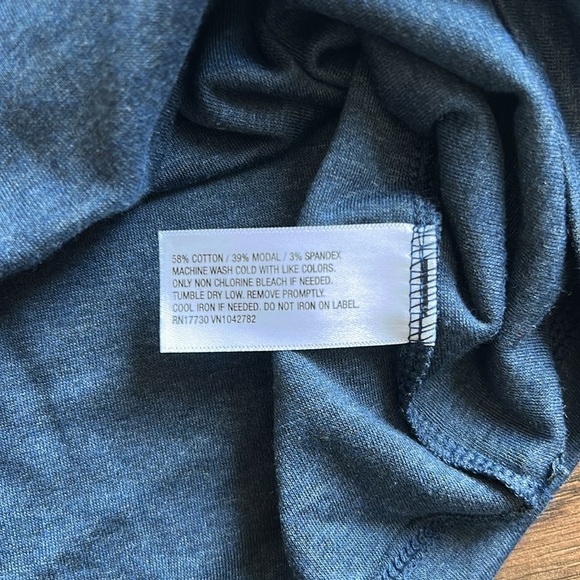 58% COTTON / 39% MODAL / 3% SPANDEX
MACHINE WASH COLD WITH LIKE COLORS.
ONLY NON CHLORINE BLEACH IF NEEDED.
TUMBLE DRY LOW. REMOVE PROMPTLY.
COOL IRON IF NEEDED. DO NOT IRON ON LABEL.
RN17730 VN1042782